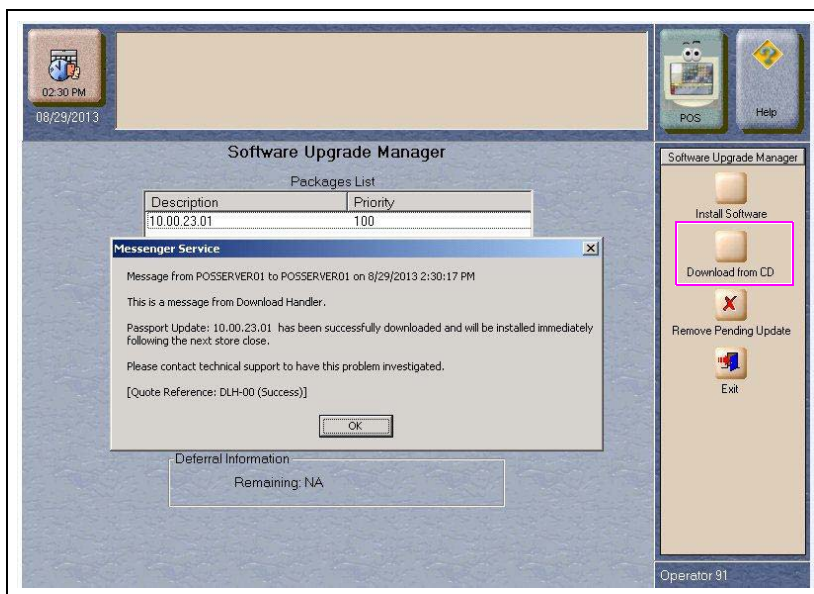 02:30 PM
08/29/2013
POS
Help
Software Upgrade Manager
Packages List
Description Priority
10.00.23.01 100
Messenger Service
Message from POSSERVER01 to POSSERVER01 on 8/29/2013 2:30:17 PM
This is a message from Download Handler.
Passport Update: 10.00.23.01 has been successfully downloaded and will be installed immediately
following the next store close.
Please contact technical support to have this problem investigated.
[Quote Reference: DLH-00 (Success)]
OK
Deferral Information
Remaining: NA
Software Upgrade Manager
Install Software
Download from CD
Remove Pending Update
Exit
Operator 91